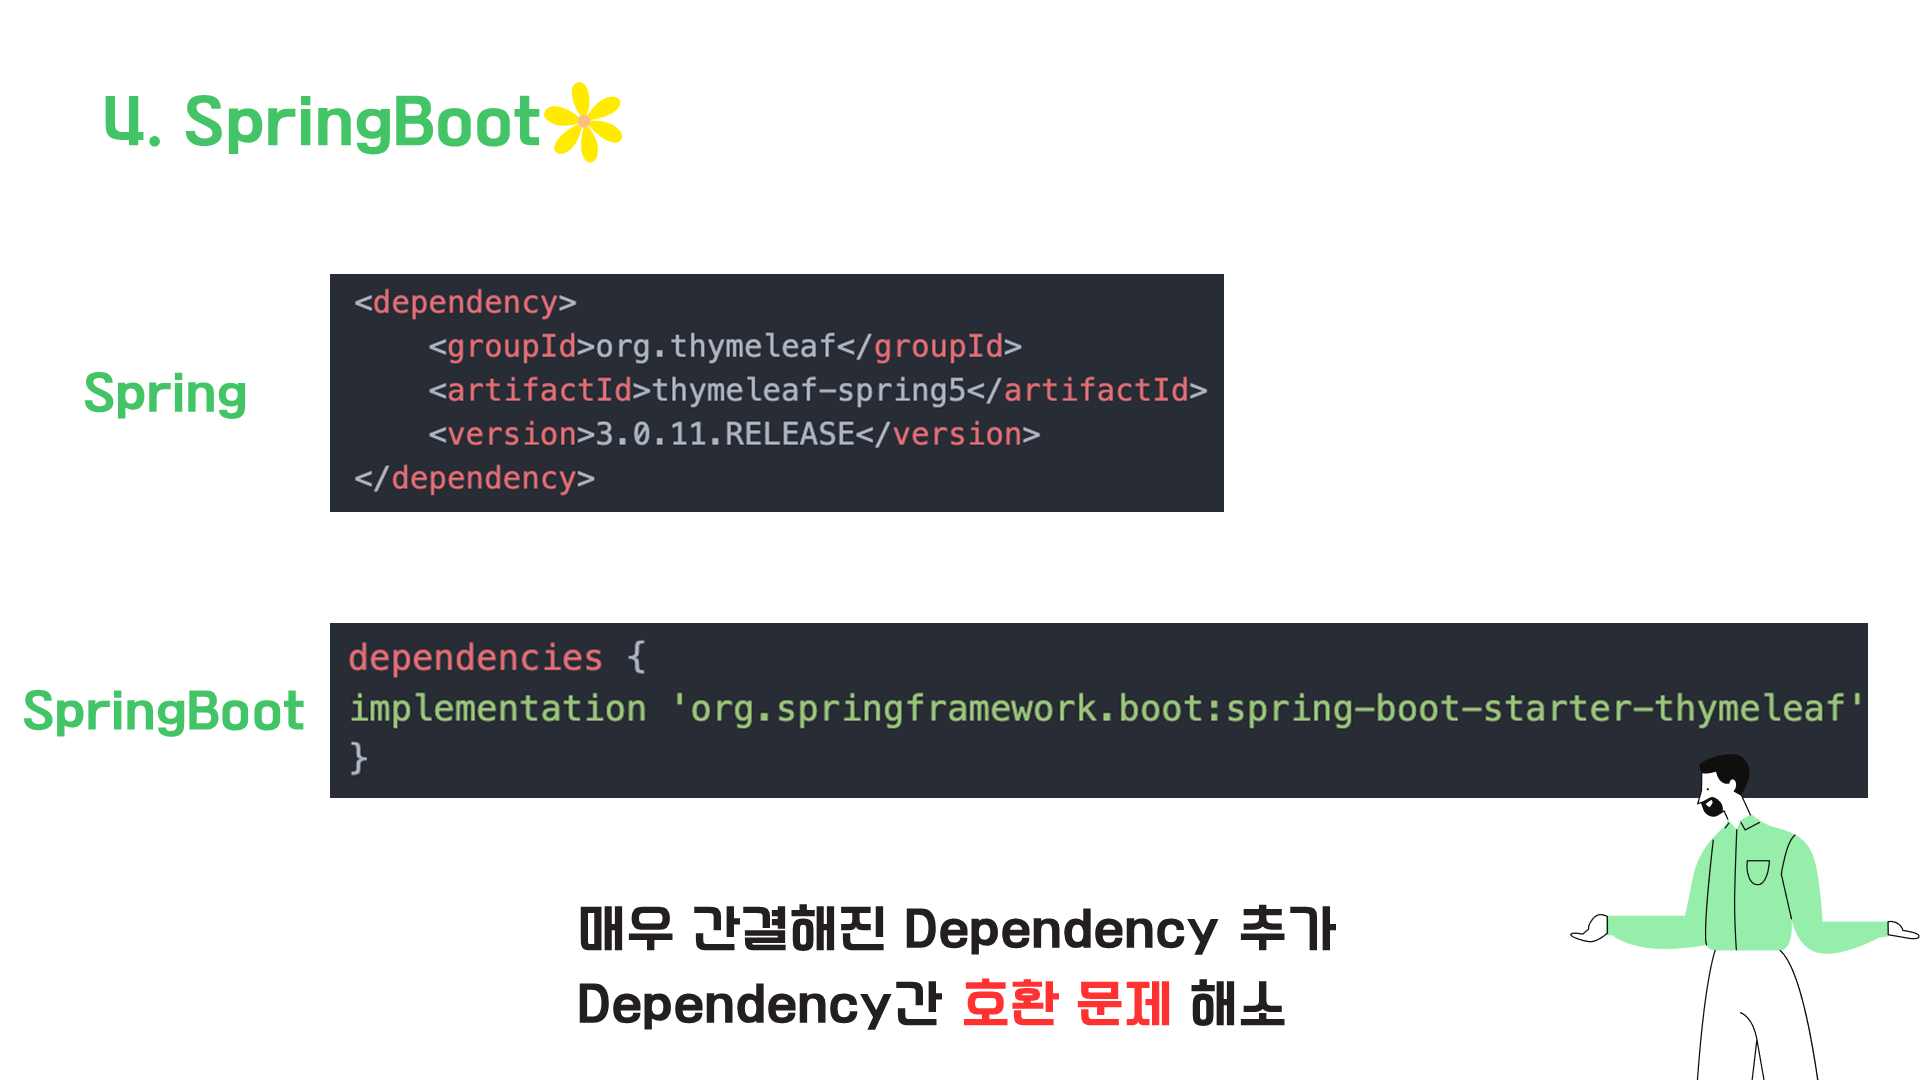 4. SpringBoot
Spring
<dependency>
    <groupId>org.thymeleaf</groupId>
    <artifactId>thymeleaf-spring5</artifactId>
    <version>3.0.11.RELEASE</version>
</dependency>
SpringBoot
dependencies {
implementation 'org.springframework.boot:spring-boot-starter-thymeleaf'
}
매우 간결해진 Dependency 추가
Dependency간 호환 문제 해소